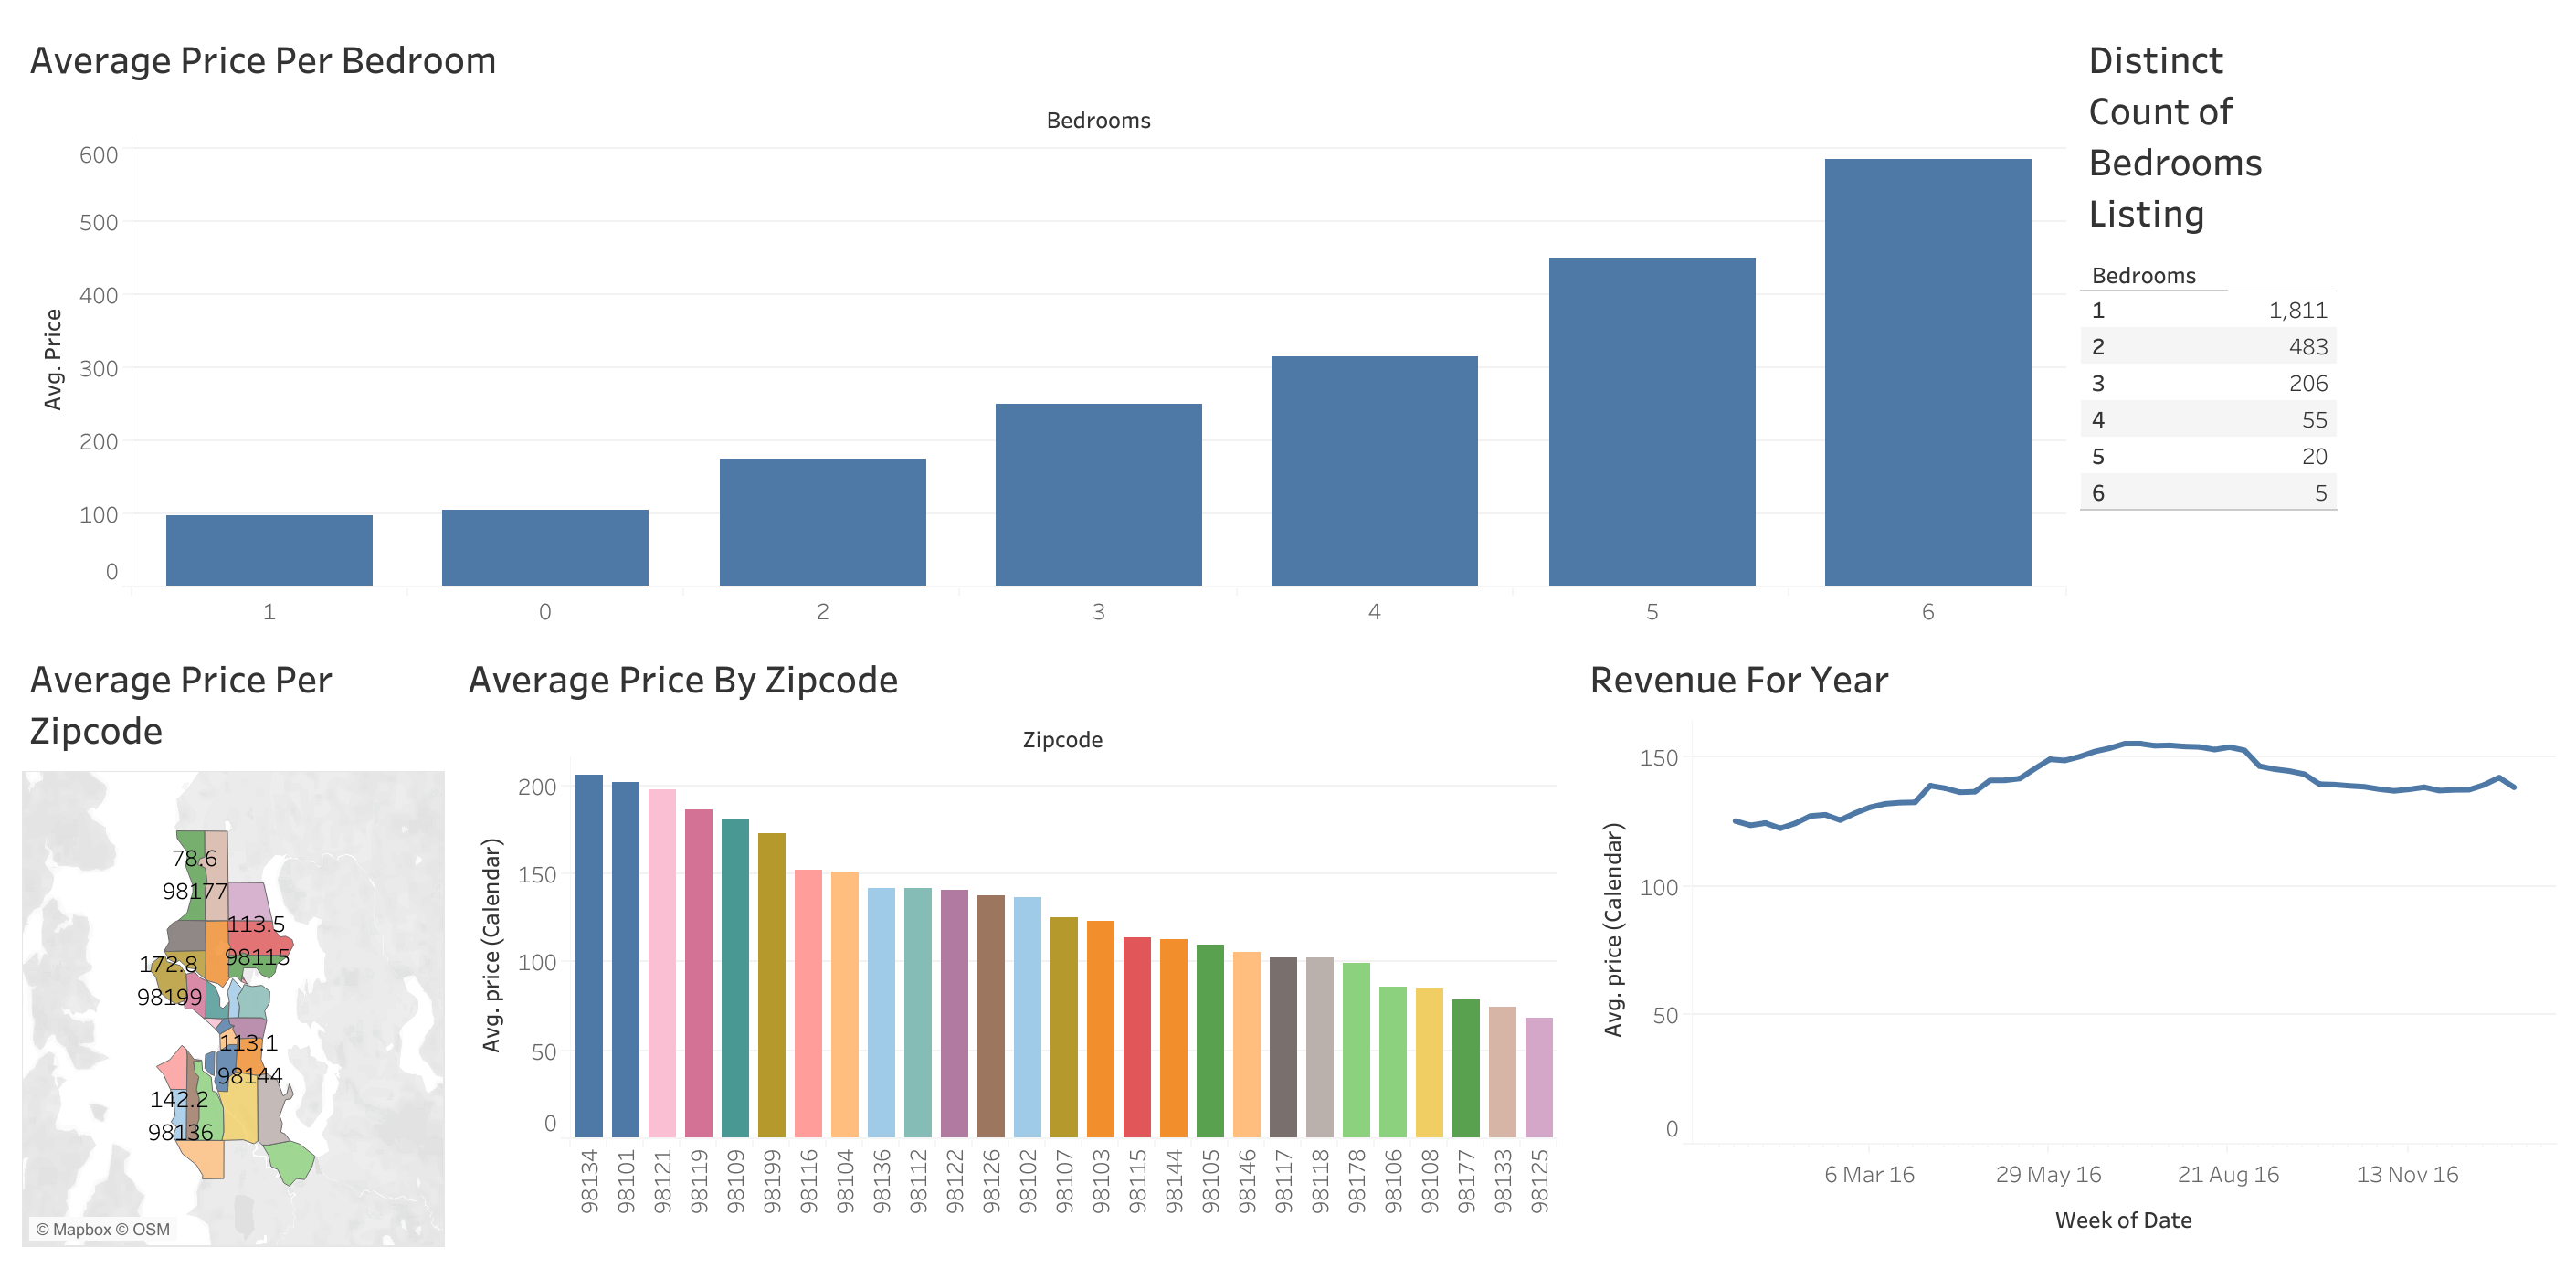 Average Price Per Bedroom
Bedrooms
Avg. Price
600
500
400
300
200
100
0
1 0 2 3 4 5 6
Distinct
Count of
Bedrooms
Listing
Bedrooms
1 1,811
2 483
3 206
4 55
5 20
6 5
Average Price Per
Zipcode
78.6
98177
113.5
98115
172.8
98199
113.1
98144
142.2
98136
© Mapbox © OSM
Average Price By Zipcode
Zipcode
Avg. price (Calendar)
200
150
100
50
0
98134 98101 98121 98119 98109 98199 98116 98104 98136 98112 98122 98126 98102 98107 98103 98115 98144 98105 98146 98117 98118 98178 98106 98108 98177 98133 98125
Revenue For Year
Avg. price (Calendar)
150
100
50
0
6 Mar 16 29 May 16 21 Aug 16 13 Nov 16
Week of Date